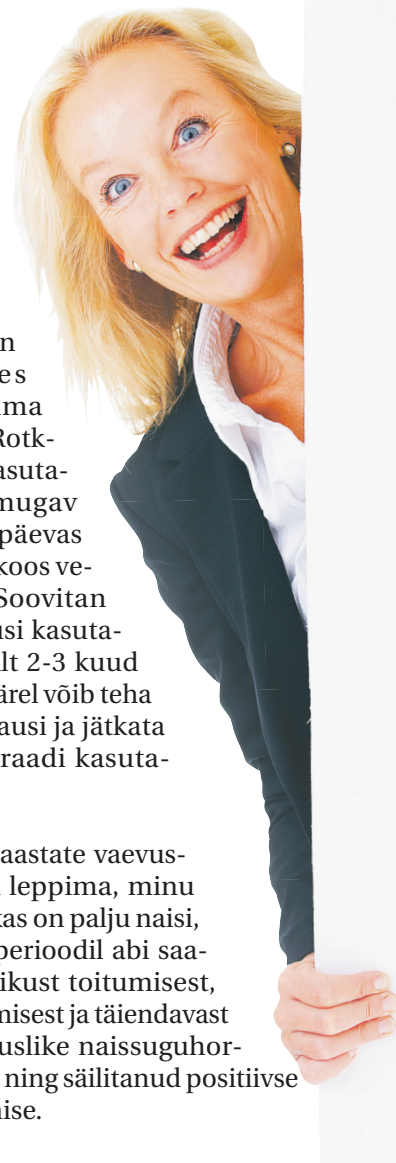 n
es
ma
Rotk-
asuta-
mugav
päevas
koos ve-
Soovitan
usi kasuta-
lt 2-3 kuud
ärel võib teha
ausi ja jätkata
raadi kasuta-
aastate vaevus-
leppima, minu
kas on palju naisi,
perioodil abi saa-
ikust toitumisest,
misest ja täiendavast
uslike naissuguhor-
ning säilitanud positiivse
ise.